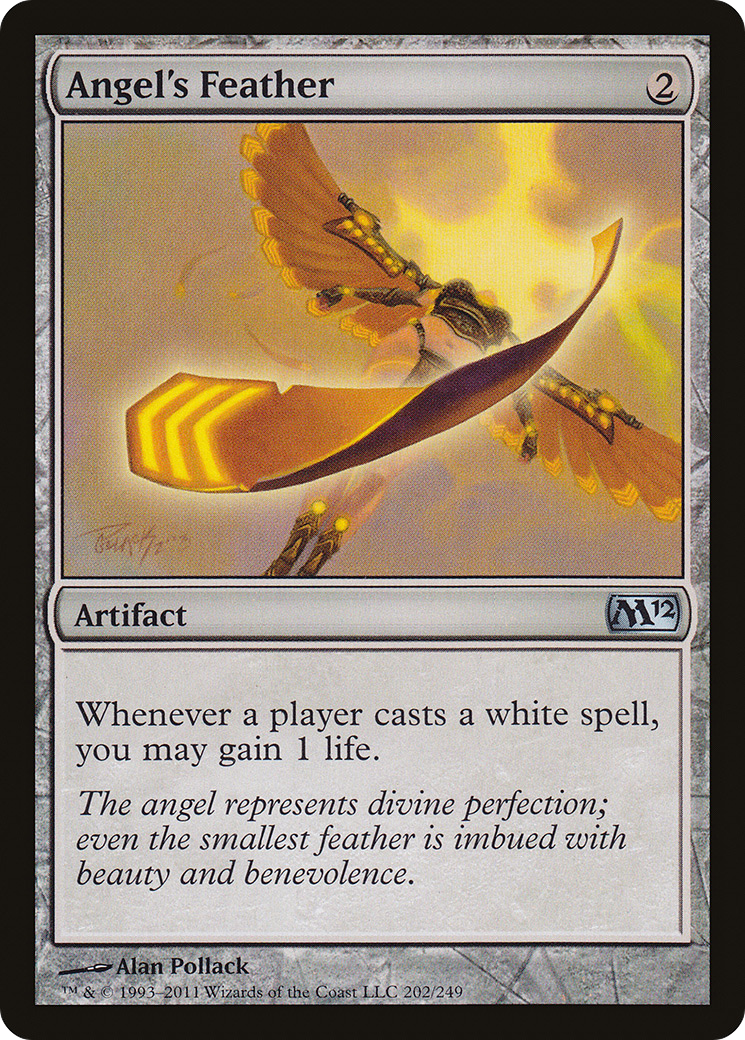 Angel's Feather
2
Artifact
M12
Whenever a player casts a white spell,
you may gain 1 life.
The angel represents divine perfection;
even the smallest feather is imbued with
beauty and benevolence.
Alan Pollack
™ & © 1993–2011 Wizards of the Coast LLC 202/249